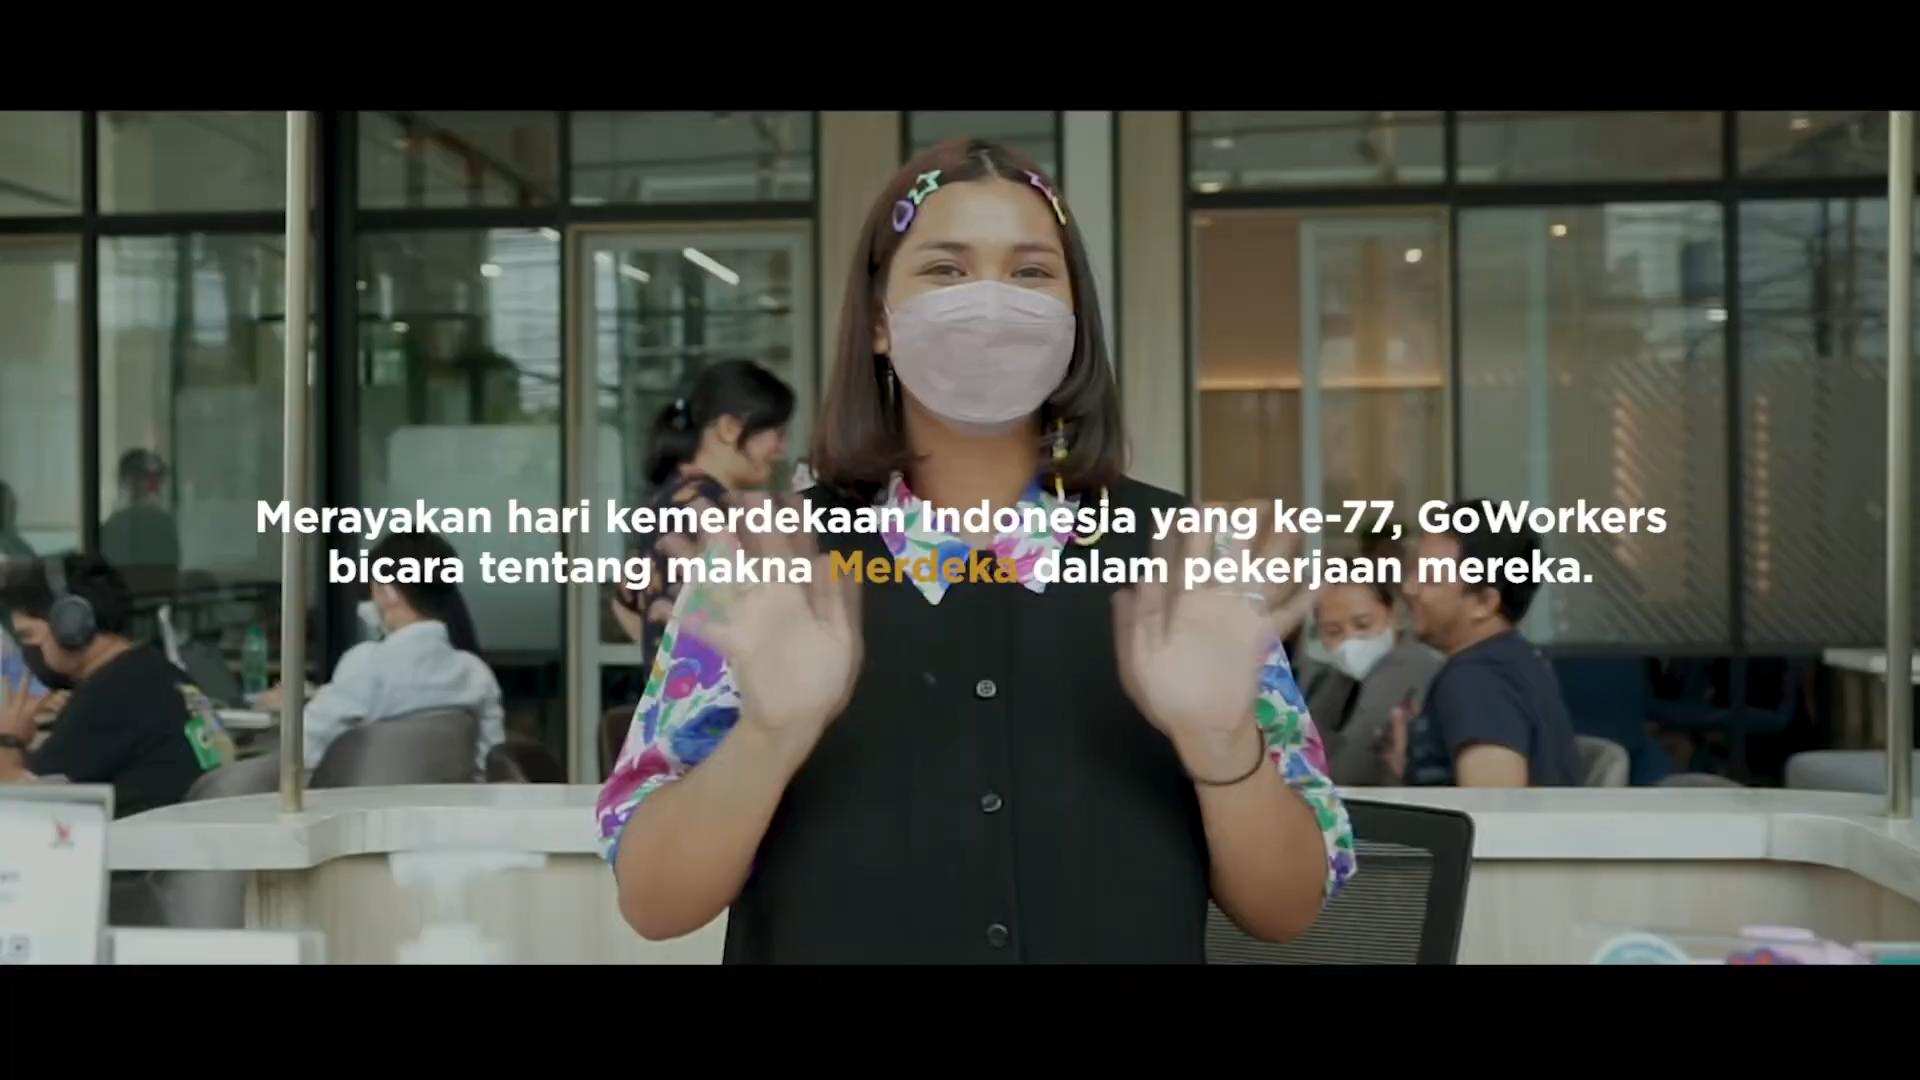 Merayakan hari kemerdekaan Indonesia yang ke-77, GoWorkers
bicara tentang makna Merdeka dalam pekerjaan mereka.